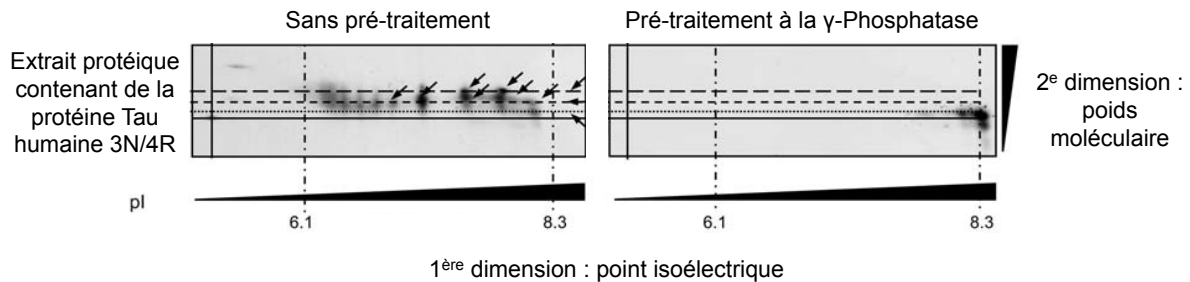 Sans pré-traitement
Pré-traitement à la γ-Phosphatase
Extrait protéique
contenant de la
protéine Tau
humaine 3N/4R
2e dimension :
poids
moléculaire
pI
6.1
8.3
6.1
8.3
1ère dimension : point isoélectrique